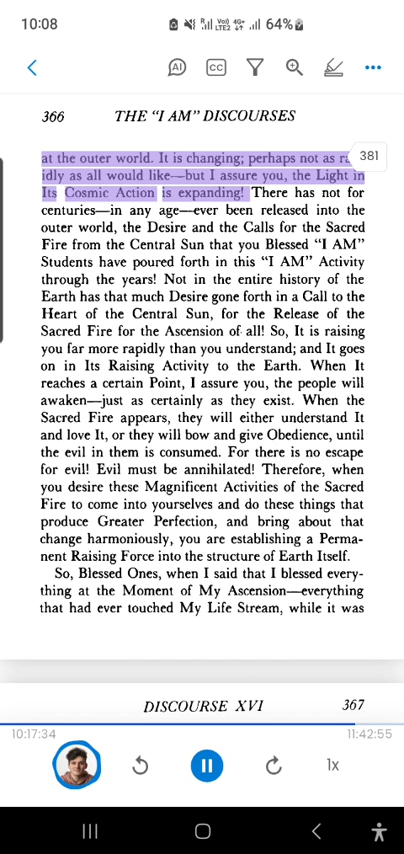 10:08
64%
AI
CC
366 THE "I AM" DISCOURSES
at the outer world. It is changing; perhaps not as
381
idly as all would like—but I assure you, the Light in
Its Cosmic Action is expanding! There has not for
centuries—in any age—ever been released into the
outer world, the Desire and the Calls for the Sacred
Fire from the Central Sun that you Blessed "I AM"
Students have poured forth in this "I AM" Activity
through the years! Not in the entire history of the
Earth has that much Desire gone forth in a Call to the
Heart of the Central Sun, for the Release of the
Sacred Fire for the Ascension of all! So, It is raising
you far more rapidly than you understand; and It goes
on in Its Raising Activity to the Earth. When It
reaches a certain Point, I assure you, the people will
awaken—just as certainly as they exist. When the
Sacred Fire appears, they will either understand It
and love It, or they will bow and give Obedience, until
the evil in them is consumed. For there is no escape
for evil! Evil must be annihilated! Therefore, when
you desire these Magnificent Activities of the Sacred
Fire to come into yourselves and do these things that
produce Greater Perfection, and bring about that
change harmoniously, you are establishing a Perma-
nent Raising Force into the structure of Earth Itself.
So, Blessed Ones, when I said that I blessed every-
thing at the Moment of My Ascension—everything
that had ever touched My Life Stream, while it was
DISCOURSE XVI 367
10:17:34 11:42:55
1x